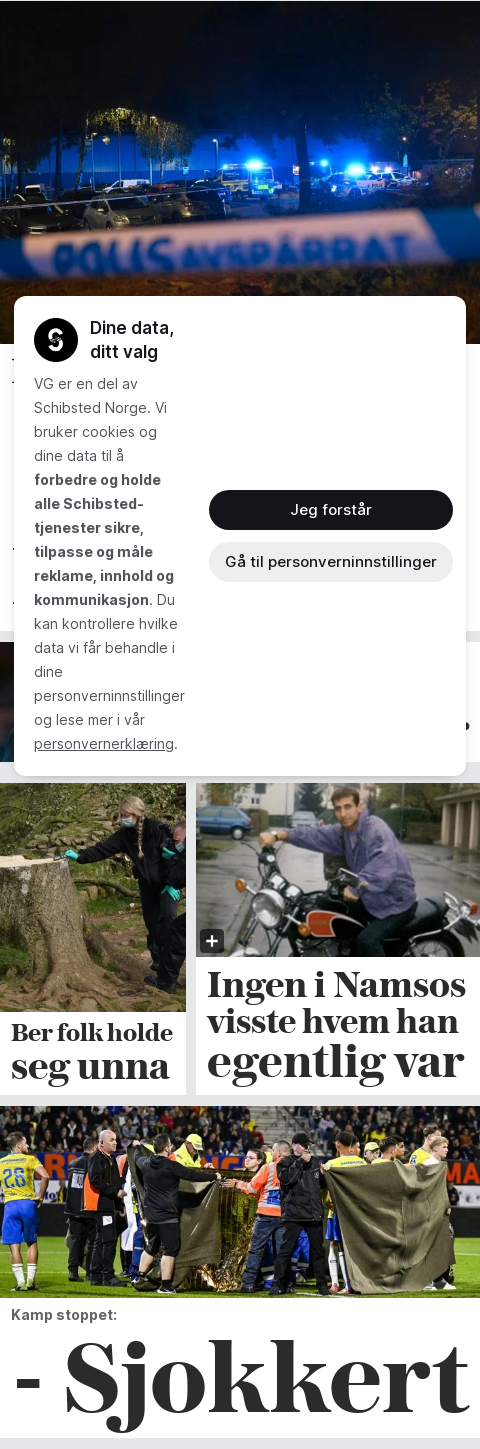 POLIS AVSPÄRRAT
Dine data,
ditt valg
VG er en del av
Schibsted Norge. Vi
bruker cookies og
dine data til å
forbedre og holde
alle Schibsted-
tjenester sikre,
tilpasse og måle
reklame, innhold og
kommunikasjon. Du
kan kontrollere hvilke
data vi får behandle i
dine
personverninnstillinger
og lese mer i vår
personvernerklæring.
Jeg forstår
Gå til personverninnstillinger
Ber folk holde
seg unna
Ingen i Namsos
visste hvem han
egentlig var
26
Kamp stoppet:
- Sjokkert